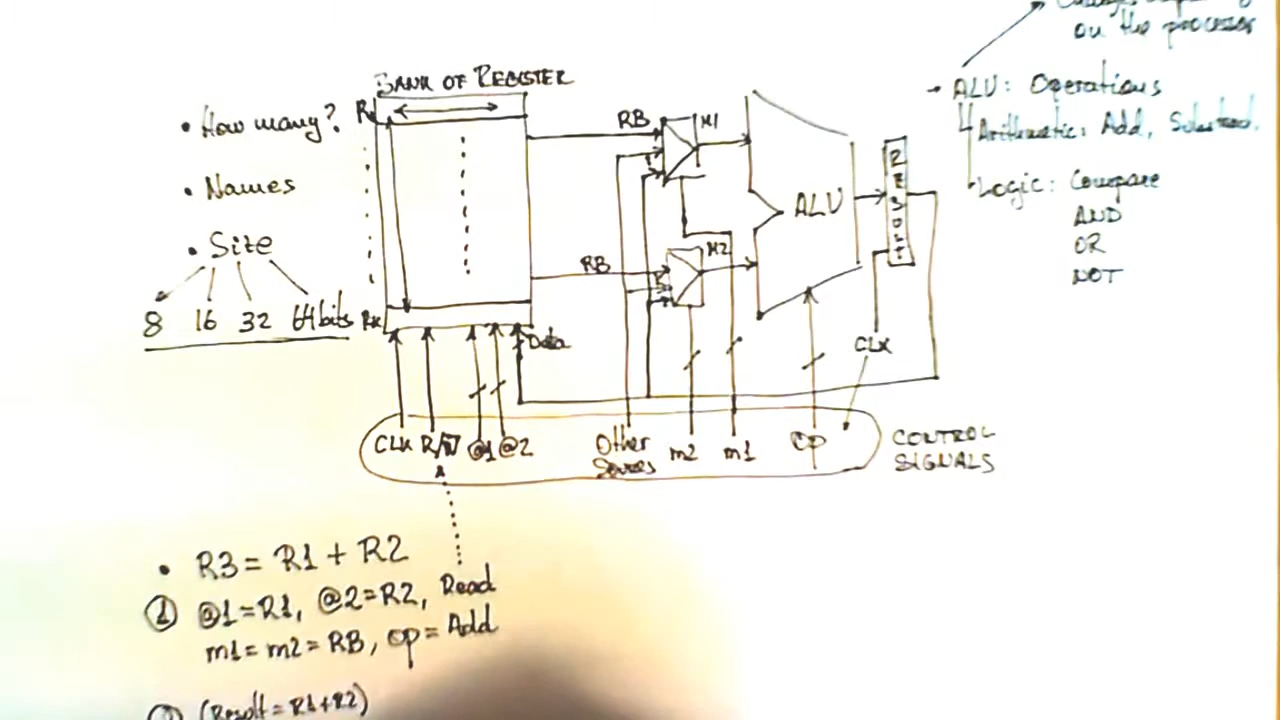 on the processor
BANK OF REGISTER
• How many?
• Names
• Size
8 16 32 64bits
RB
M1
RB
M2
ALU
RESULT
Data
CLK
CLK R/W @1 @2 Other m2 m1 op
CONTROL
SIGNALS
→ ALU: Operations
Arithmetic: Add,
Logic: Compare
AND
OR
NOT
• R3 = R1 + R2
① @1=R1, @2=R2, Read
m1=m2=RB, op=Add
② (Result=R1+R2)